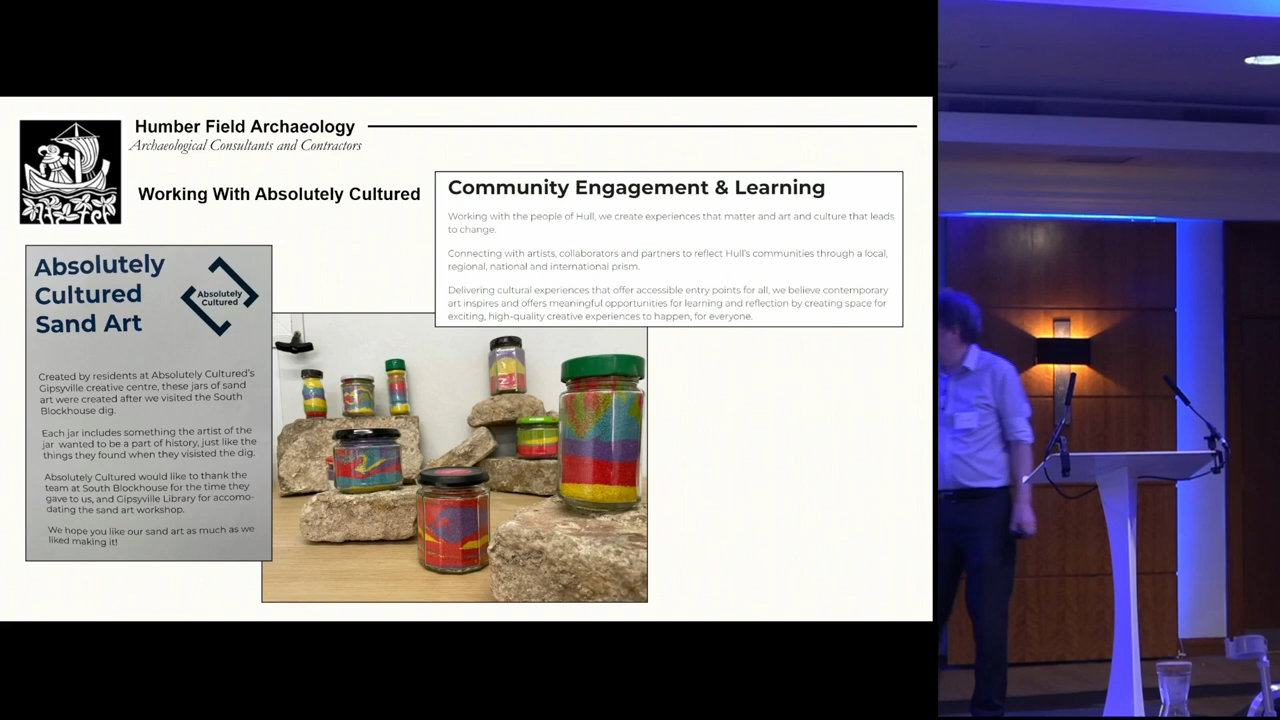 Humber Field Archaeology
Archaeological Consultants and Contractors
Working With Absolutely Cultured
Community Engagement & Learning
Working with the people of Hull, we create experiences that matter and art and culture that leads
to change.
Connecting with artists, collaborators and partners to reflect Hull's communities through a local,
regional, national and international prism.
Delivering cultural experiences that offer accessible entry points for all, we believe contemporary
art inspires and offers meaningful opportunities for learning and reflection by creating space for
exciting, high-quality creative experiences to happen, for everyone.
Absolutely
Cultured
Sand Art
Absolutely
Cultured
Created by residents at Absolutely Cultured's
Gipsyville creative centre, these jars of sand
art were created after we visited the South
Blockhouse dig.
Each jar includes something the artist of the
jar wanted to be a part of history, just like the
things they found when they visisted the dig.
Absolutely Cultured would like to thank the
team at South Blockhouse for the time they
gave to us, and Gipsyville Library for accomo-
dating the sand art workshop.
We hope you like our sand art as much as we
liked making it!